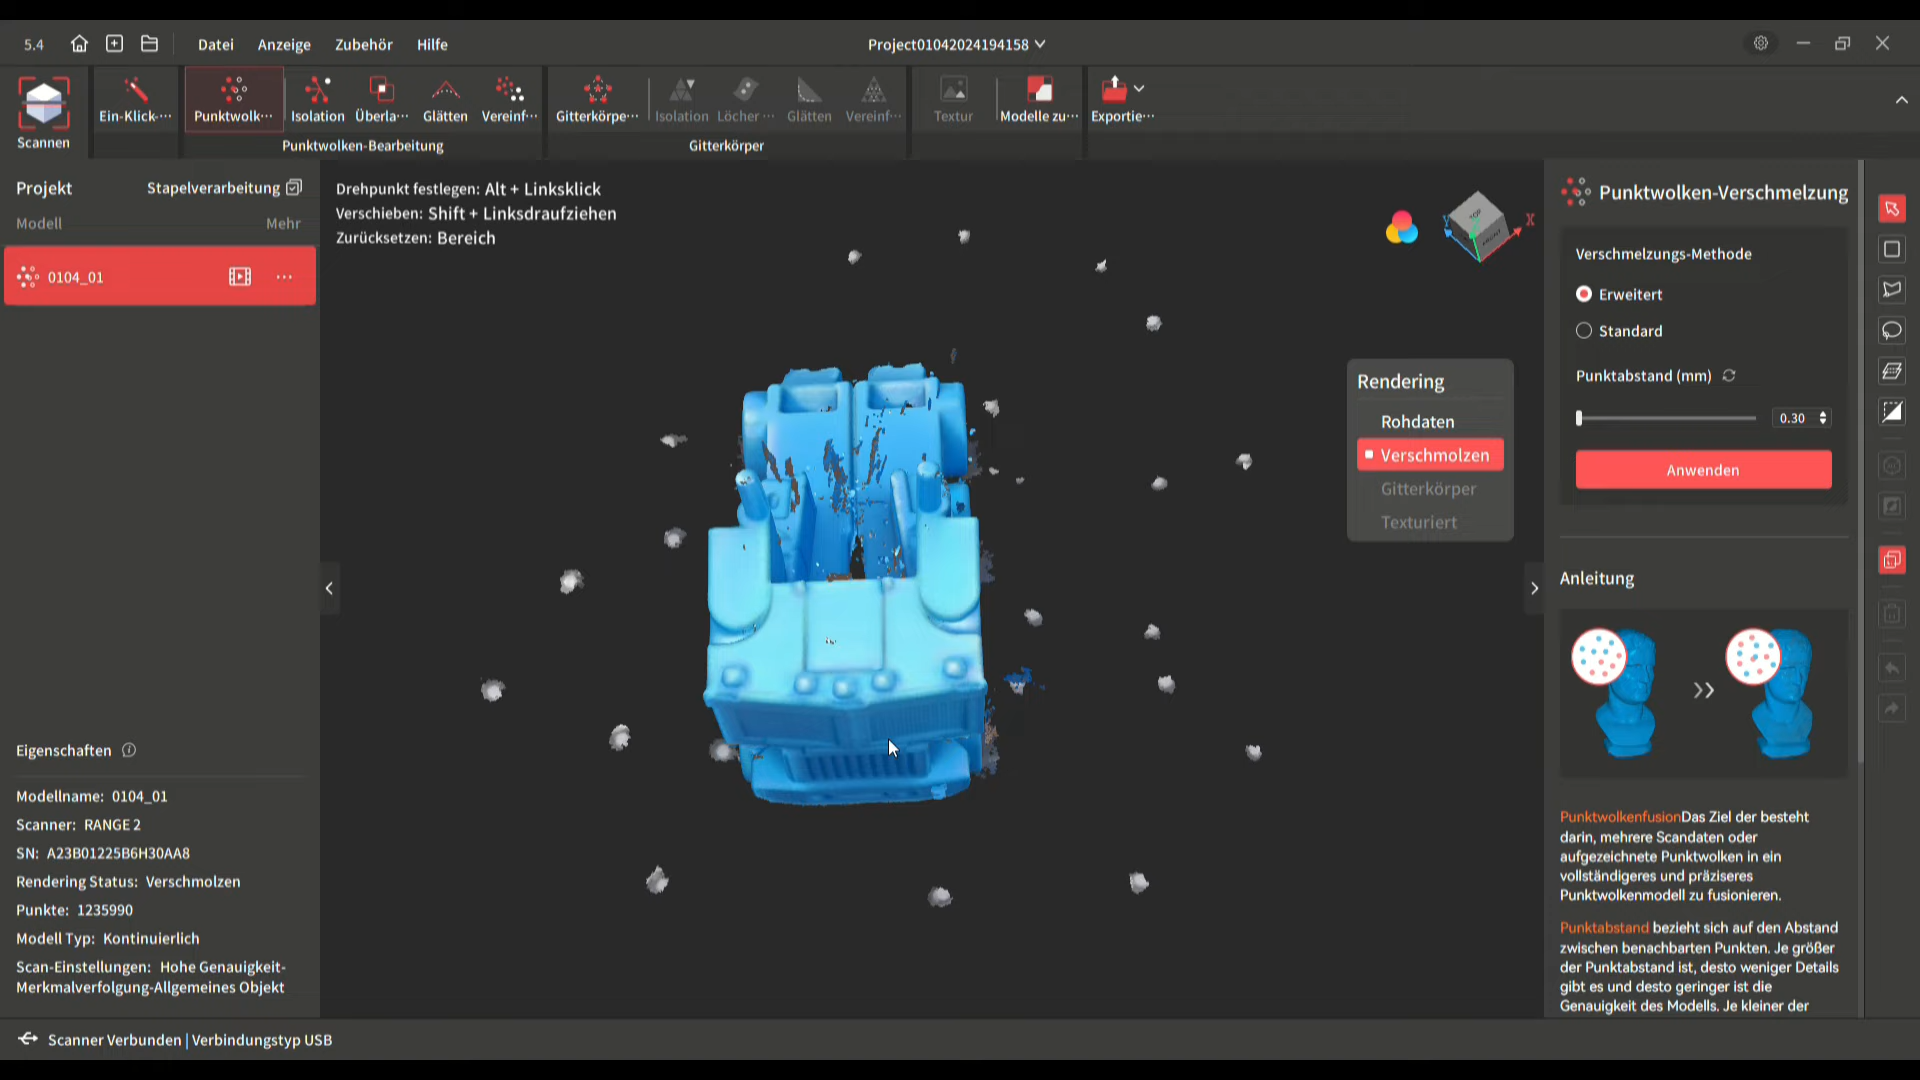 5.4
Datei
Anzeige
Zubehör
Hilfe
Project01042024194158
Scannen
Ein-Klick-···
Punktwolk···
Isolation
Überla···
Glätten
Vereinf···
Punktwolken-Bearbeitung
Gitterkörpe···
Isolation
Löcher ···
Glätten
Vereinf···
Gitterkörper
Textur
Modelle zu···
Exportie···
Projekt
Stapelverarbeitung
Modell
Mehr
0104_01
Drehpunkt festlegen: Alt + Linksklick
Verschieben: Shift + Linksdraufziehen
Zurücksetzen: Bereich
TOP
FRONT
X
Y
Z
Rendering
Rohdaten
Verschmolzen
Gitterkörper
Texturiert
Punktwolken-Verschmelzung
Verschmelzungs-Methode
Erweitert
Standard
Punktabstand (mm)
0.30
Anwenden
Anleitung
PunktwolkenfusionDas Ziel der besteht
darin, mehrere Scandaten oder
aufgezeichnete Punktwolken in ein
vollständigeres und präziseres
Punktwolkenmodell zu fusionieren.
Punktabstand bezieht sich auf den Abstand
zwischen benachbarten Punkten. Je größer
der Punktabstand ist, desto weniger Details
gibt es und desto geringer ist die
Genauigkeit des Modells. Je kleiner der
Eigenschaften
Modellname: 0104_01
Scanner: RANGE 2
SN: A23B01225B6H30AA8
Rendering Status: Verschmolzen
Punkte: 1235990
Modell Typ: Kontinuierlich
Scan-Einstellungen: Hohe Genauigkeit-
Merkmalverfolgung-Allgemeines Objekt
Scanner Verbunden | Verbindungstyp USB